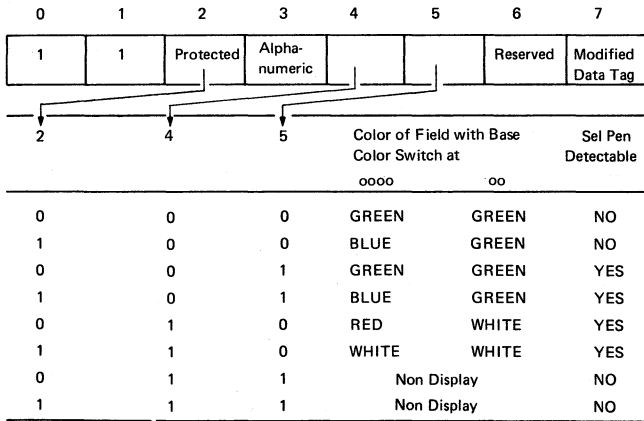 0 1 2 3 4 5 6 7
1 1 Protected Alpha- Reserved Modified
numeric Data Tag
2 4 5 Color of Field with Base Sel Pen
Color Switch at Detectable
oooo oo
0 0 0 GREEN GREEN NO
1 0 0 BLUE GREEN NO
0 0 1 GREEN GREEN YES
1 0 1 BLUE GREEN YES
0 1 0 RED WHITE YES
1 1 0 WHITE WHITE YES
0 1 1 Non Display NO
1 1 1 Non Display NO